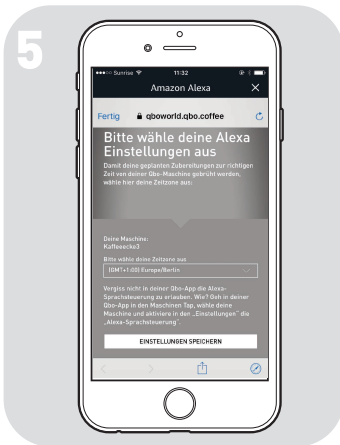 5
Sunrise 11:32
Amazon Alexa
Fertig qboworld.qbo.coffee
Bitte wähle deine Alexa
Einstellungen aus
Damit deine geplanten Zubereitungen zur richtigen
Zeit von deiner Qbo-Maschine gebrüht werden,
wähle hier deine Zeitzone aus:
Deine Maschine:
Kaffeeecke3
Bitte wähle deine Zeitzone aus
(GMT+1:00) Europe/Berlin
Vergiss nicht in deiner Qbo-App die Alexa-
Sprachsteuerung zu erlauben. Wie? Geh in deiner
Qbo-App in den Maschinen Tap, wähle deine
Maschine und aktiviere in den „Einstellungen" die
„Alexa-Sprachsteuerung".
EINSTELLUNGEN SPEICHERN